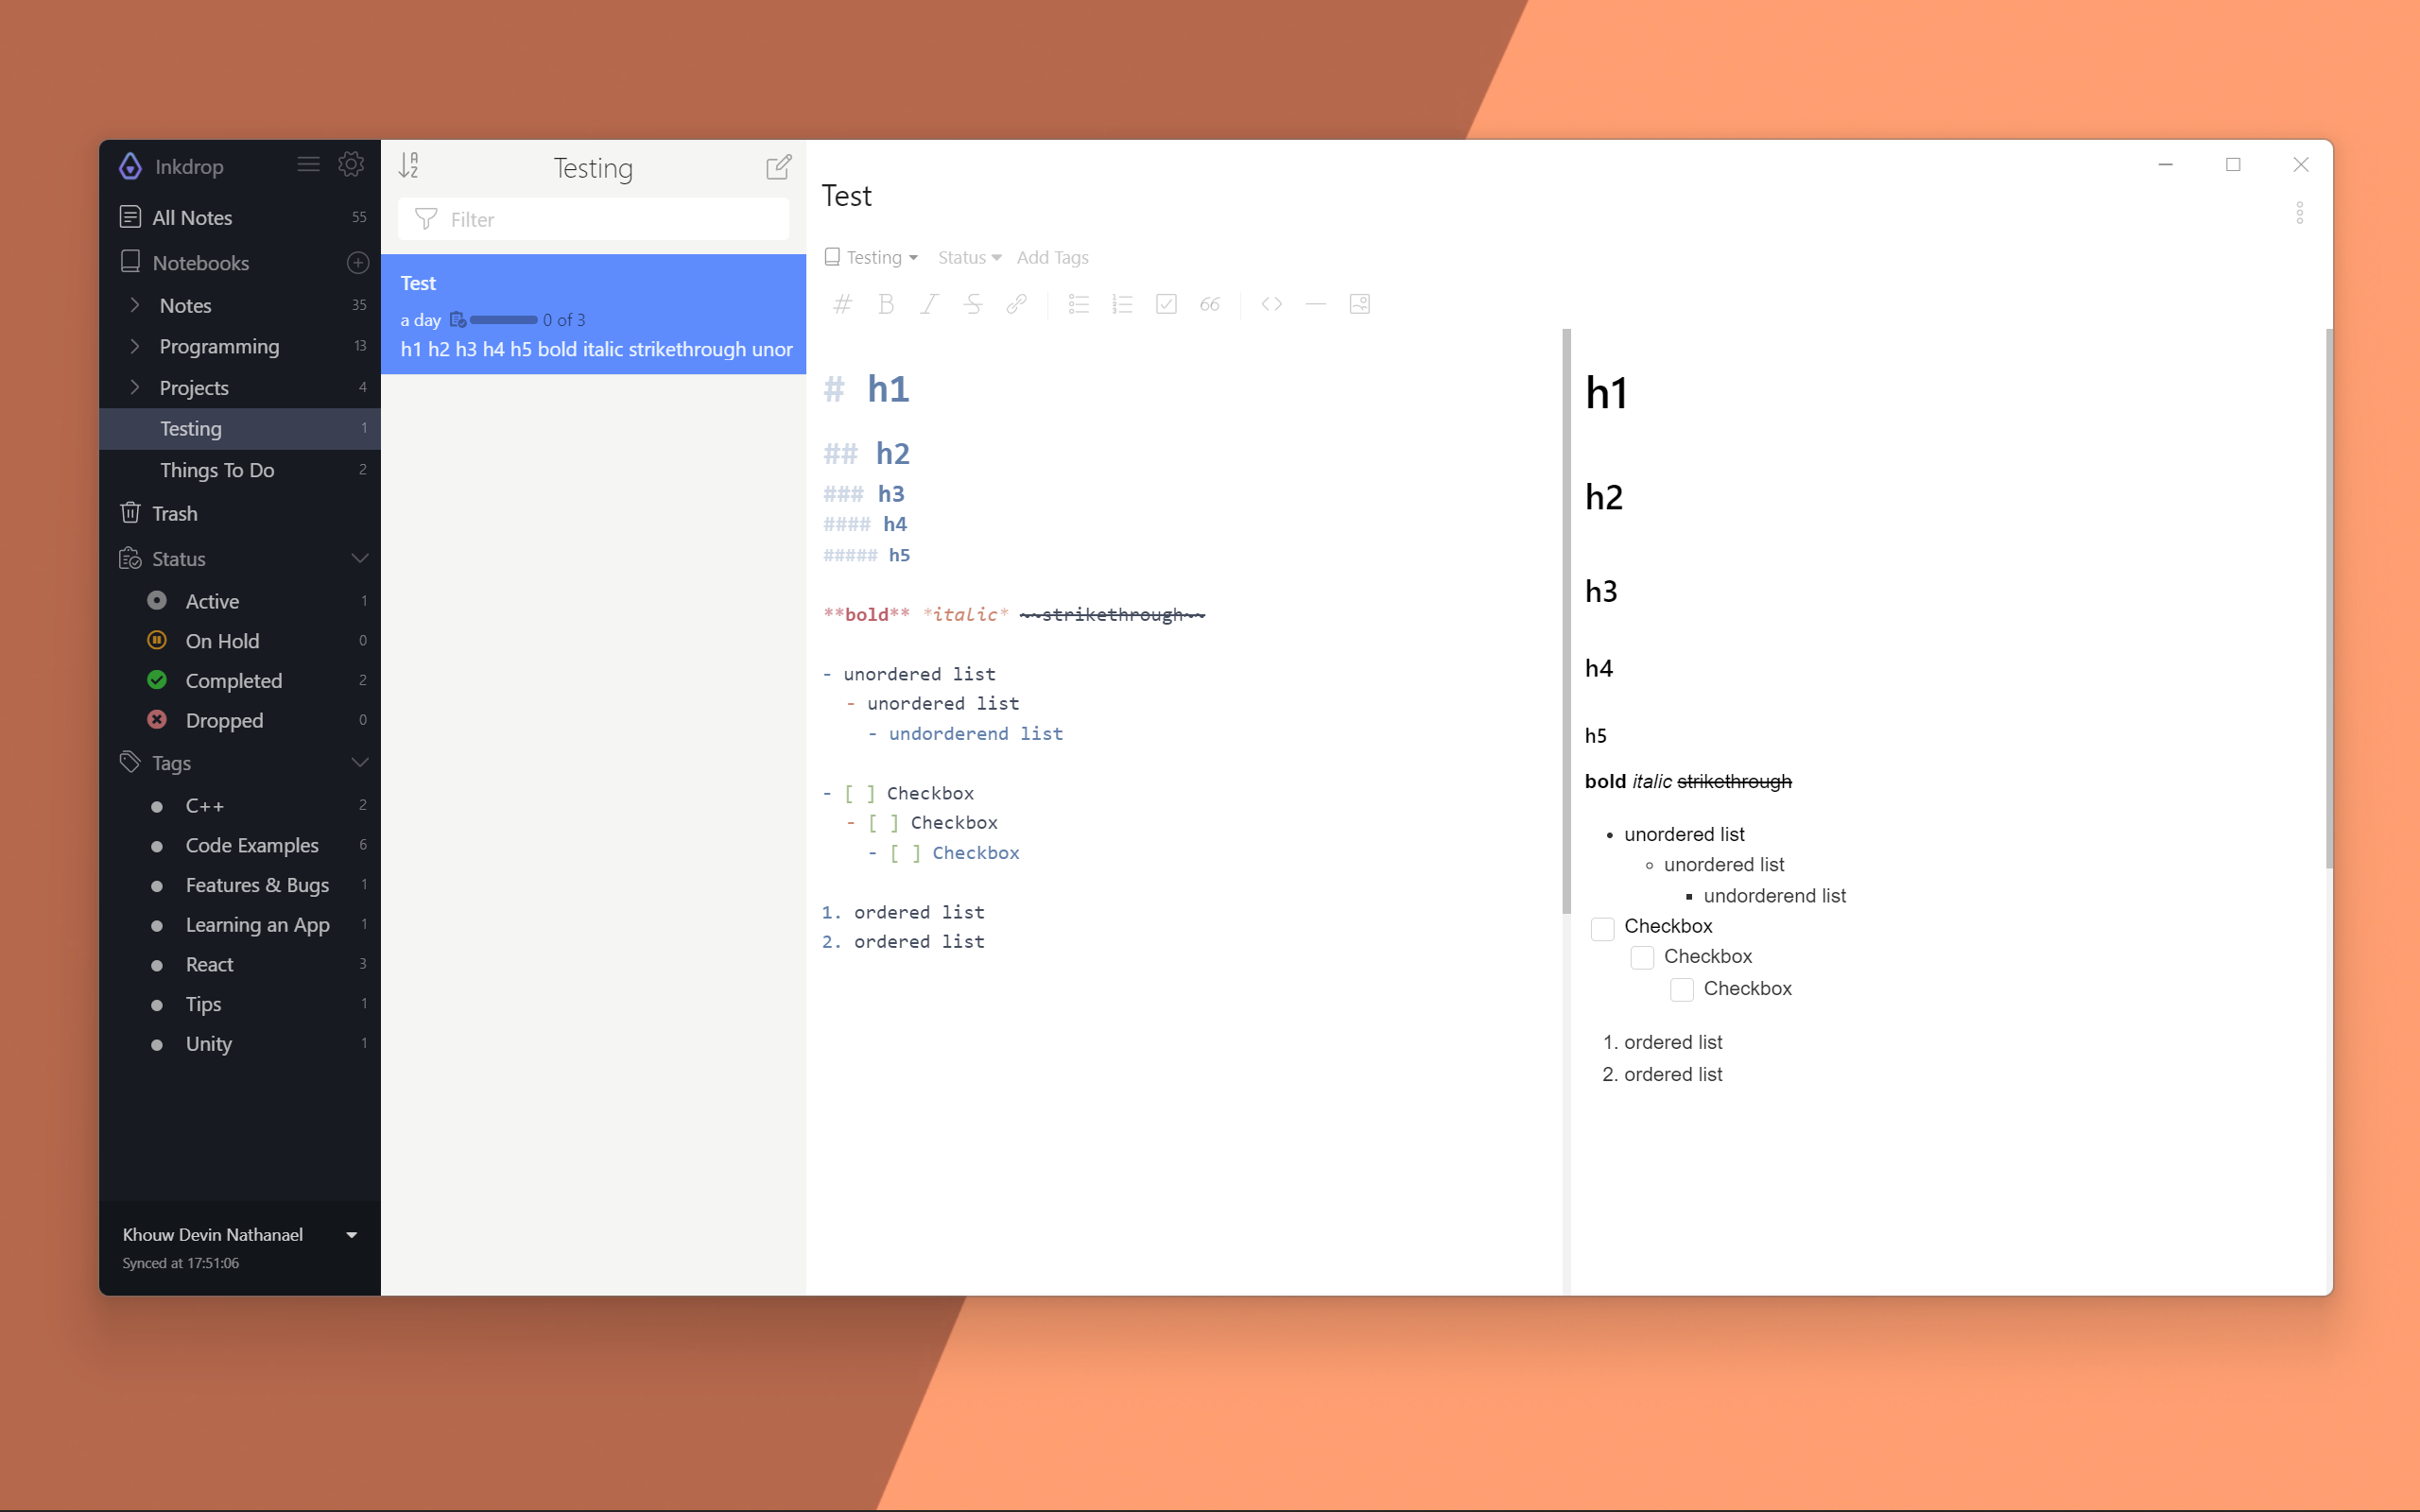 Inkdrop
All Notes 55
Notebooks
Notes 35
Programming 13
Projects 4
Testing 1
Things To Do 2
Trash
Status
Active 1
On Hold 0
Completed 2
Dropped 0
Tags
C++ 2
Code Examples 6
Features & Bugs 1
Learning an App 1
React 3
Tips 1
Unity 1
Khouw Devin Nathanael
Synced at 17:51:06
Testing
Filter
Test
a day 0 of 3
h1 h2 h3 h4 h5 bold italic strikethrough unor
Test
Testing Status Add Tags
# h1
## h2
### h3
#### h4
##### h5
**bold** *italic* ~~strikethrough~~
- unordered list
- unordered list
- undorderend list
- [ ] Checkbox
- [ ] Checkbox
- [ ] Checkbox
1. ordered list
2. ordered list
h1
h2
h3
h4
h5
bold italic strikethrough
• unordered list
◦ unordered list
▪ undorderend list
Checkbox
Checkbox
Checkbox
1. ordered list
2. ordered list